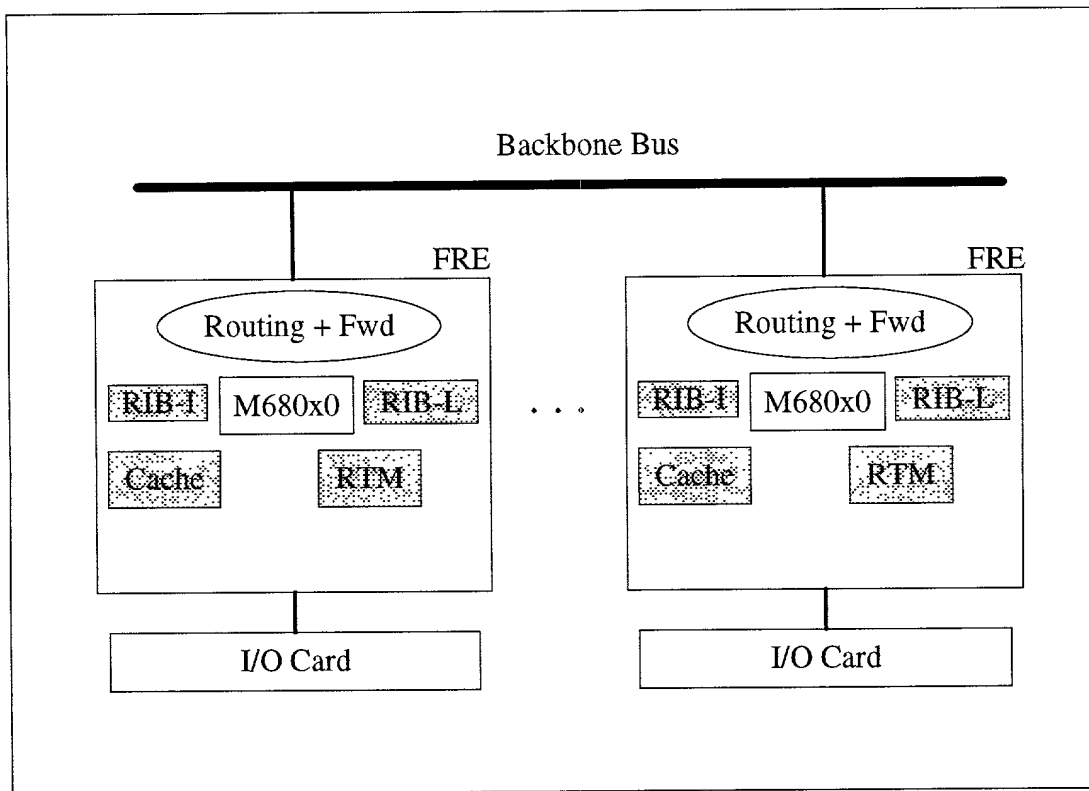 Backbone Bus
FRE
FRE
Routing + Fwd
Routing + Fwd
RIB-I
M680x0
RIB-L
. . .
RIB-I
M680x0
RIB-L
Cache
RTM
Cache
RTM
I/O Card
I/O Card